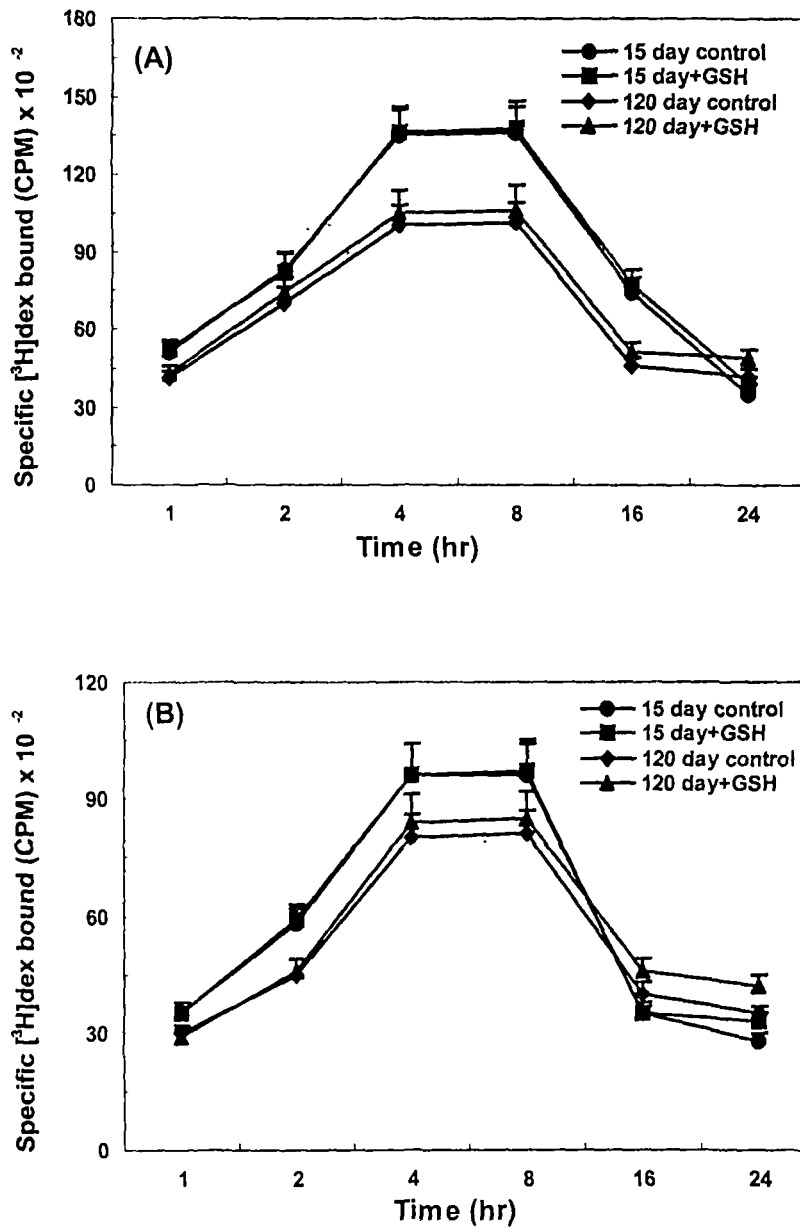 (A)
15 day control
15 day+GSH
120 day control
120 day+GSH
Specific [³H]dex bound (CPM) x 10 ⁻²
180
150
120
90
60
30
0
1 2 4 8 16 24
Time (hr)
(B)
15 day control
15 day+GSH
120 day control
120 day+GSH
Specific [³H]dex bound (CPM) x 10 ⁻²
120
90
60
30
0
1 2 4 8 16 24
Time (hr)